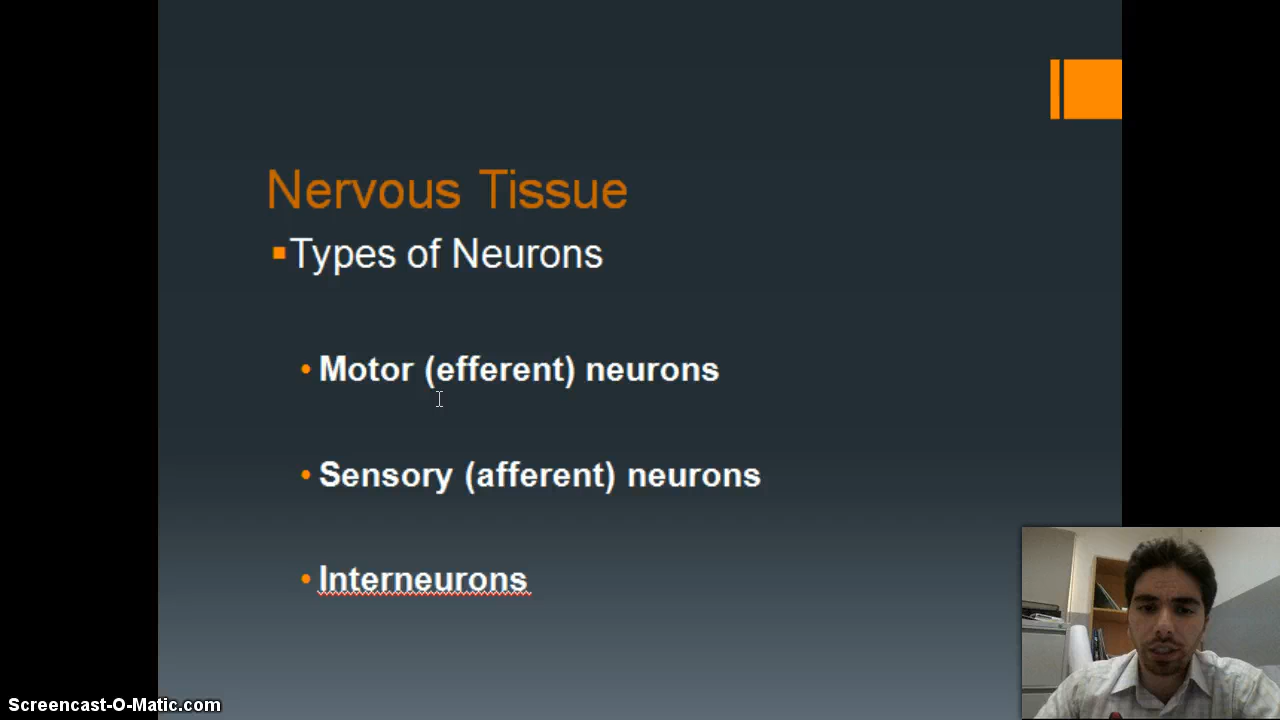 Nervous Tissue
Types of Neurons
Motor (efferent) neurons
Sensory (afferent) neurons
Interneurons
Screencast-O-Matic.com